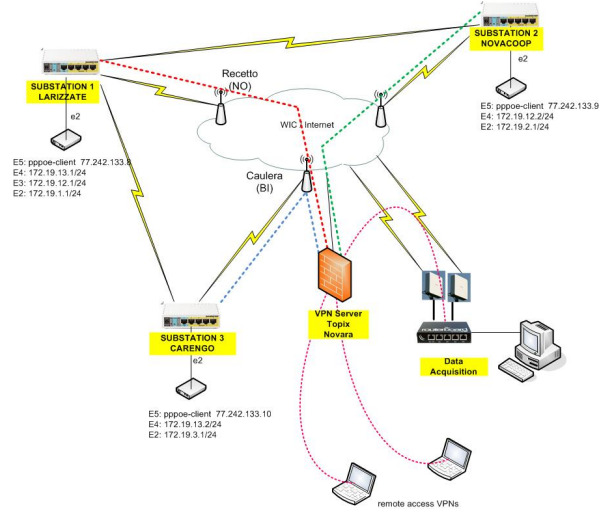 SUBSTATION 2
NOVACOOP
e2
E5: pppoe-client 77.242.133.9
E4: 172.19.12.2/24
E2: 172.19.2.1/24
SUBSTATION 1
LARIZZATE
e2
E5: pppoe-client 77.242.133.8
E4: 172.19.13.1/24
E3: 172.19.12.1/24
E2: 172.19.1.1/24
Recetto
(NO)
WIC - Internet
Caulera
(BI)
VPN Server
Topix
Novara
routerboard
Data
Acquisition
SUBSTATION 3
CARENGO
e2
E5: pppoe-client 77.242.133.10
E4: 172.19.13.2/24
E2: 172.19.3.1/24
remote access VPNs